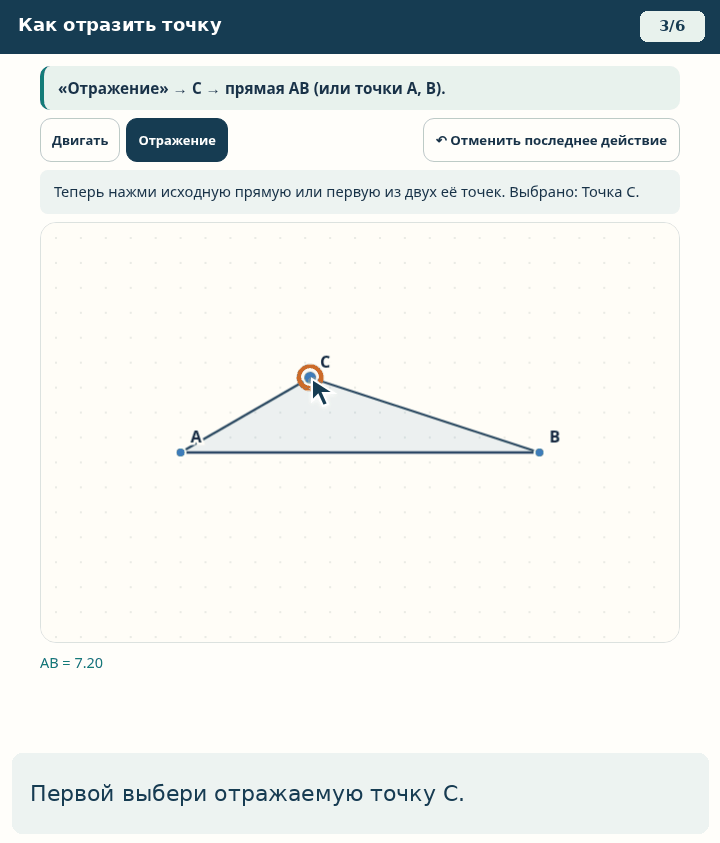 Как отразить точку
3/6
«Отражение» → C → прямая AB (или точки A, B).
Двигать
Отражение
↶ Отменить последнее действие
Теперь нажми исходную прямую или первую из двух её точек. Выбрано: Точка C.
C
A
B
AB = 7.20
Первой выбери отражаемую точку C.